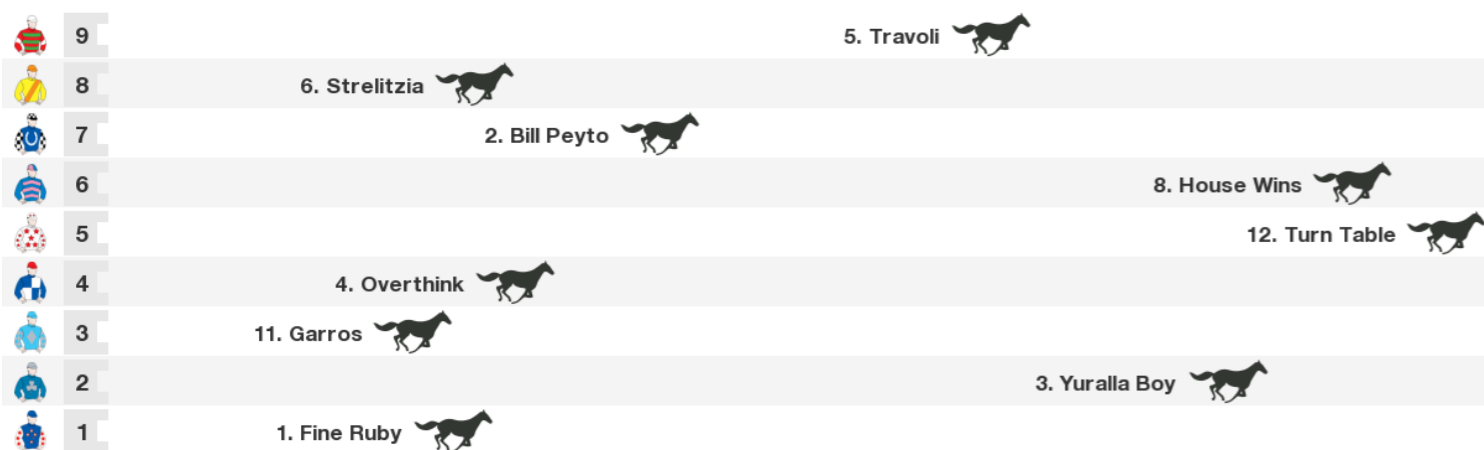 9 5. Travoli
8 6. Strelitzia
7 2. Bill Peyto
6 8. House Wins
5 12. Turn Table
4 4. Overthink
3 11. Garros
2 3. Yuralla Boy
1 1. Fine Ruby